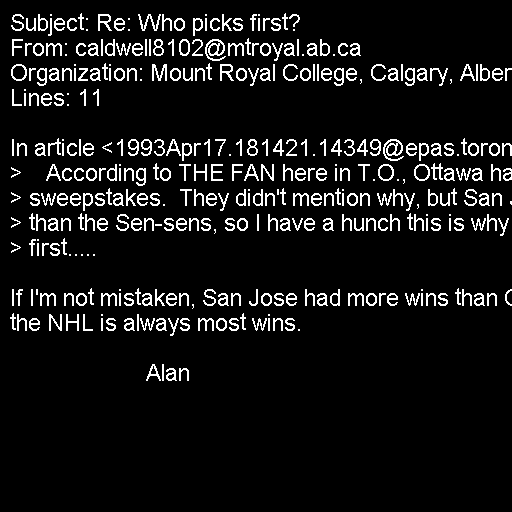 Subject: Re: Who picks first?
From: caldwell8102@mtroyal.ab.ca
Organization: Mount Royal College, Calgary, Alber
Lines: 11

In article <1993Apr17.181421.14349@epas.toron
>    According to THE FAN here in T.O., Ottawa ha
> sweepstakes.  They didn't mention why, but San J
> than the Sen-sens, so I have a hunch this is why
> first.....

If I'm not mistaken, San Jose had more wins than O
the NHL is always most wins.

Alan